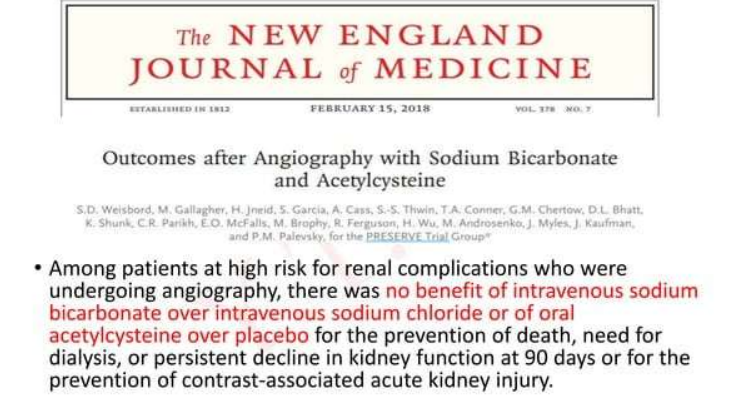 The NEW ENGLAND
JOURNAL of MEDICINE
ESTABLISHED IN 1812 FEBRUARY 15, 2018 VOL. 378 NO. 7
Outcomes after Angiography with Sodium Bicarbonate
and Acetylcysteine
S.D. Weisbord, M. Gallagher, H. Jneid, S. Garcia, A. Cass, S.-S. Thwin, T.A. Conner, G.M. Chertow, D.L. Bhatt,
K. Shunk, C.R. Parikh, E.O. McFalls, M. Brophy, R. Ferguson, H. Wu, M. Androsenko, J. Myles, J. Kaufman,
and P.M. Palevsky, for the PRESERVE Trial Group*
• Among patients at high risk for renal complications who were
undergoing angiography, there was no benefit of intravenous sodium
bicarbonate over intravenous sodium chloride or of oral
acetylcysteine over placebo for the prevention of death, need for
dialysis, or persistent decline in kidney function at 90 days or for the
prevention of contrast-associated acute kidney injury.